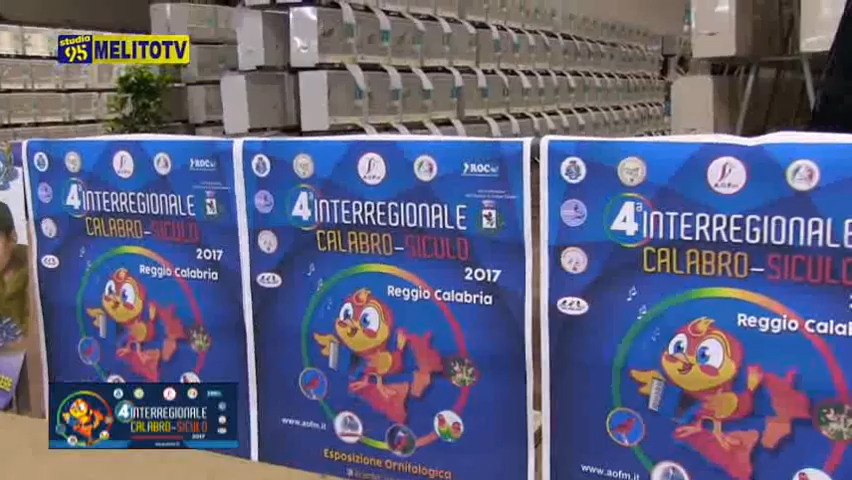 studio
95 MELITOTV
4ª INTERREGIONALE
CALABRO-SICULO
2017
Reggio Calabria
4ª INTERREGIONALE
CALABRO-SICULO
2017
Reggio Calabria
www.aofm.it
Esposizione Ornitologica
4ª INTERREGIONALE
CALABRO-SICULO
Reggio Calab
www.aofm.it
4ª INTERREGIONALE
CALABRO-SICULO
2017